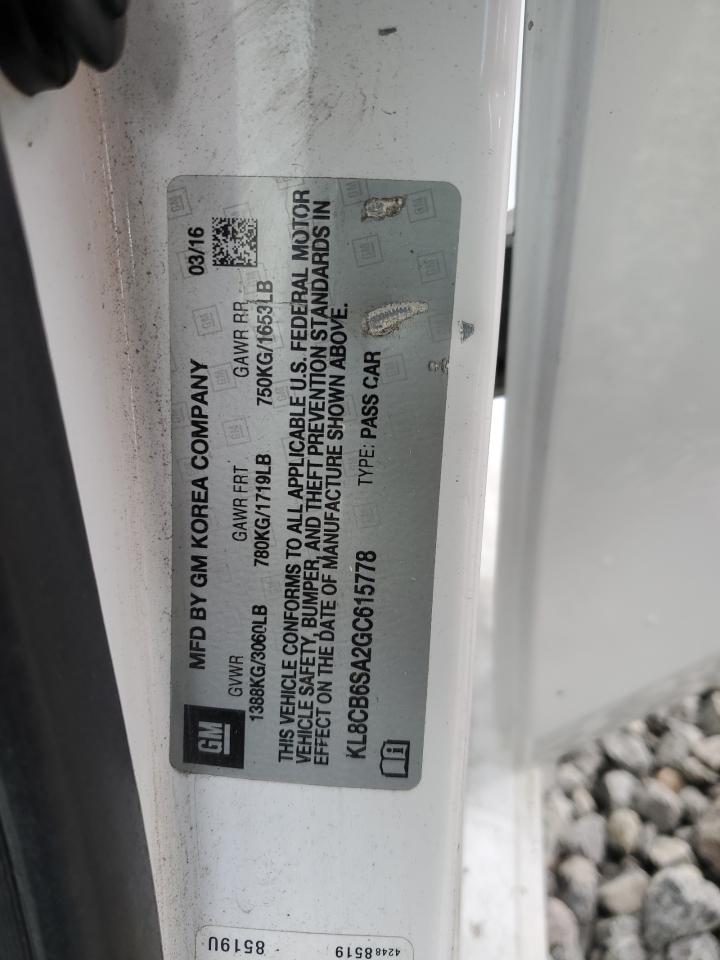 MFD BY GM KOREA COMPANY 03/16
GVWR GAWR FRT GAWR RR
1388KG/3060LB 780KG/1719LB 750KG/1653LB
THIS VEHICLE CONFORMS TO ALL APPLICABLE U.S. FEDERAL MOTOR
VEHICLE SAFETY, BUMPER, AND THEFT PREVENTION STANDARDS IN
EFFECT ON THE DATE OF MANUFACTURE SHOWN ABOVE.
KL8CB6SA2GC615778 TYPE: PASS CAR
GM
8519U
4248 8519